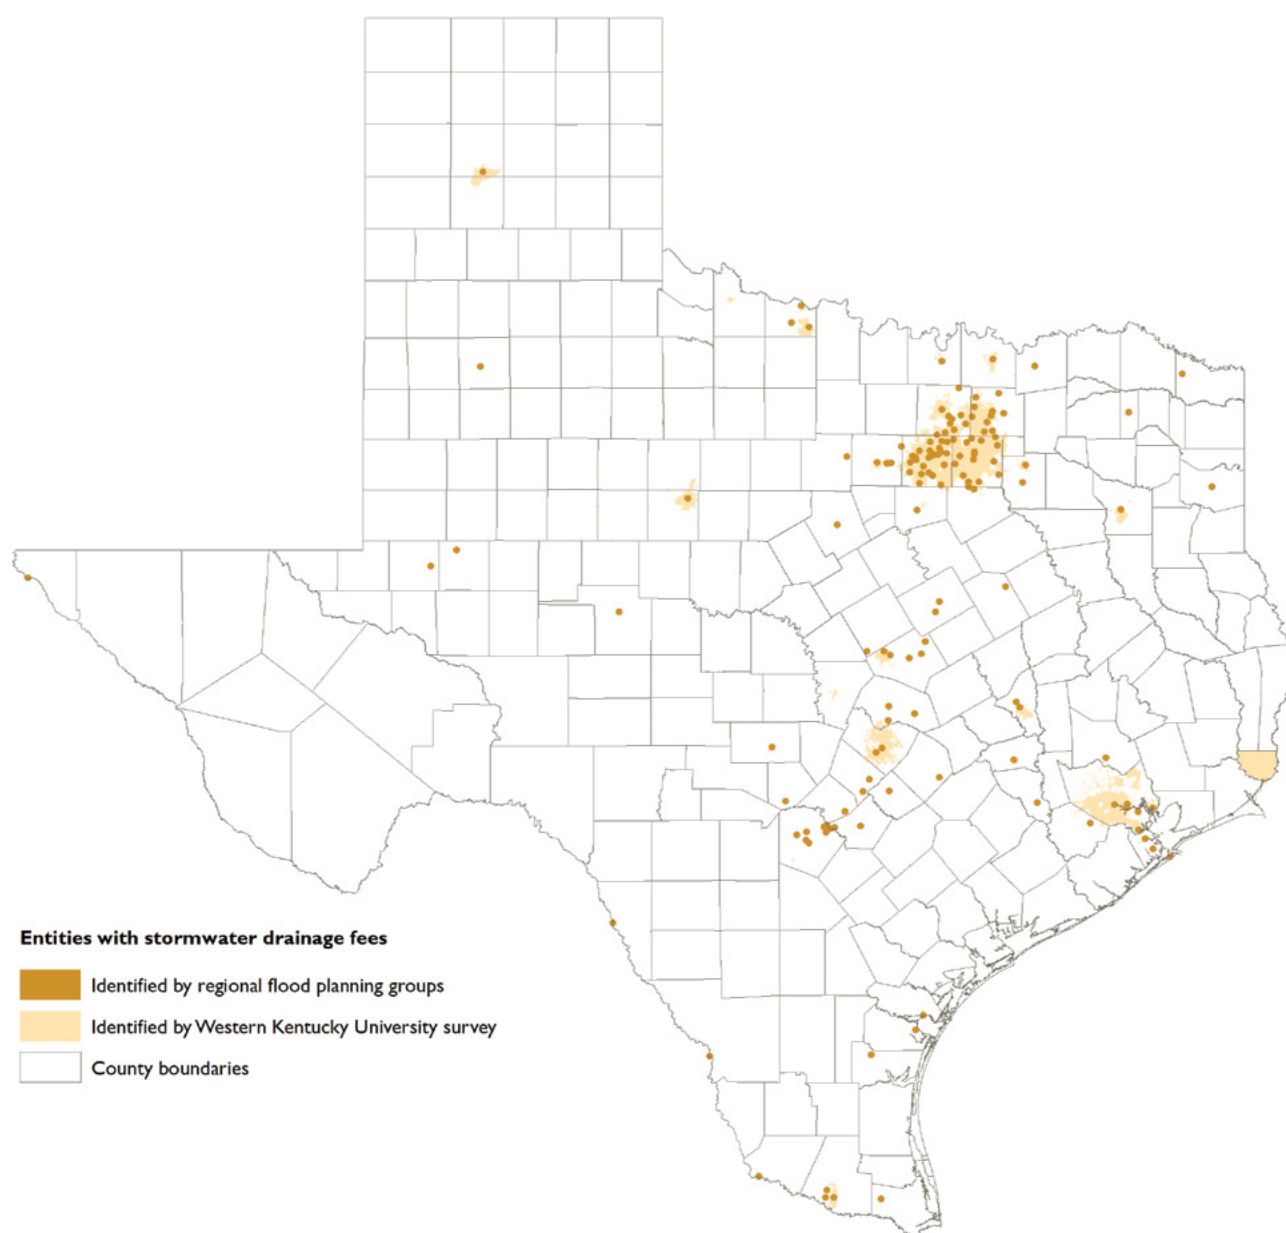 Entities with stormwater drainage fees
Identified by regional flood planning groups
Identified by Western Kentucky University survey
County boundaries